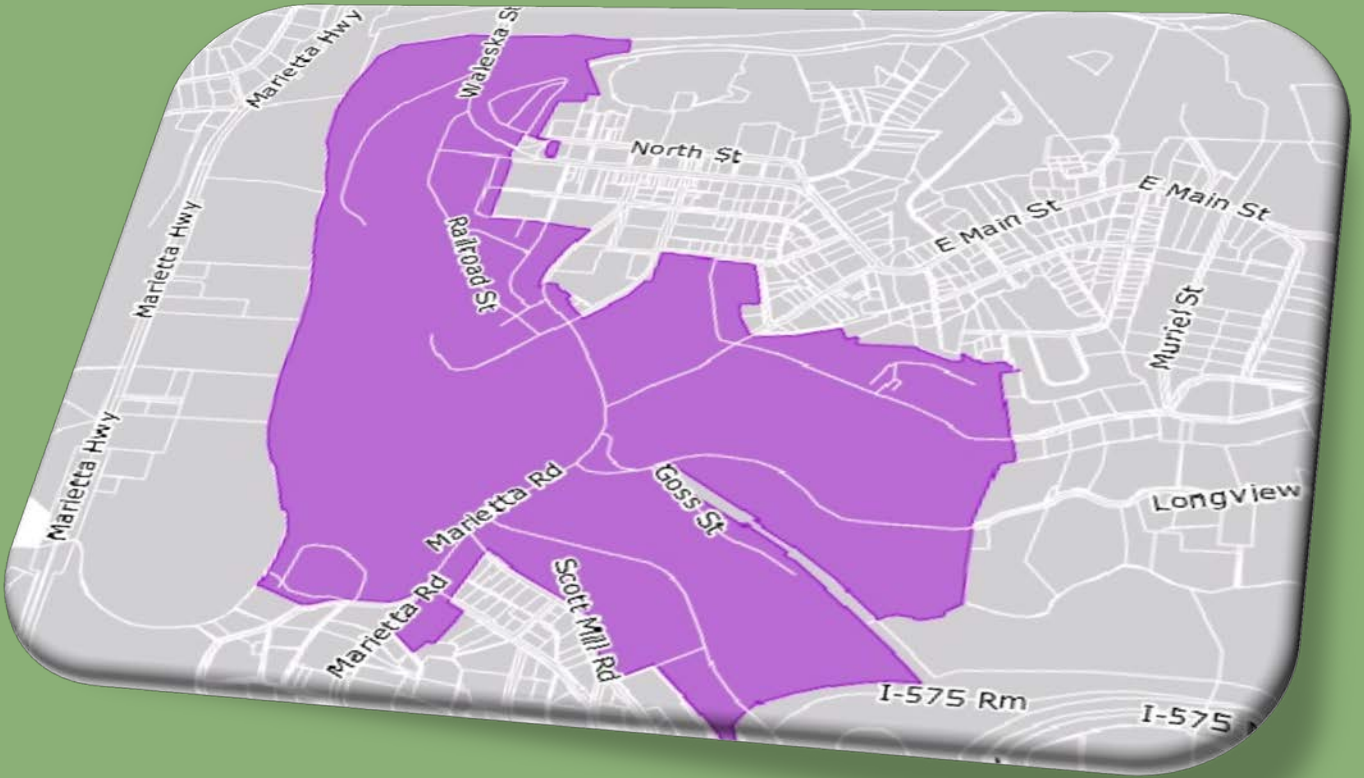 Marietta Hwy
Waleska St
North St
E Main St
E Main St
Marietta Hwy
Railroad St
Muriel St
Marietta Hwy
Marietta Rd
Goss St
Longview
Scott Mill Rd
Marietta Rd
I-575 Rm
I-575